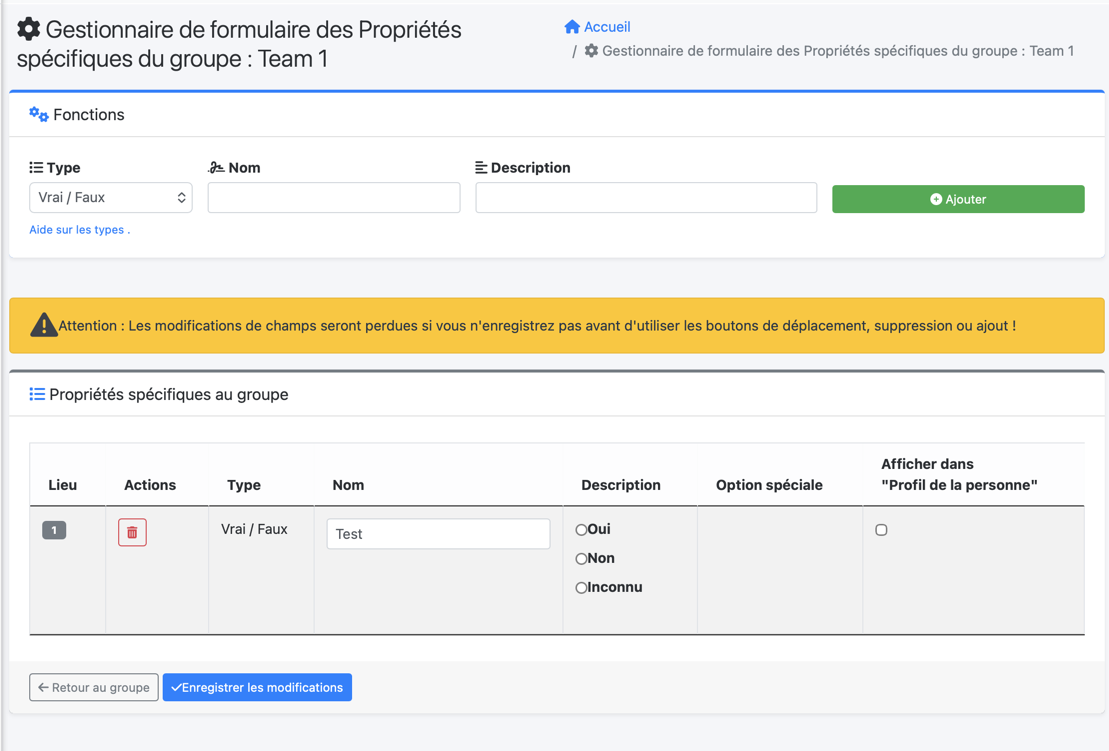 Gestionnaire de formulaire des Propriétés
spécifiques du groupe : Team 1
Accueil
/ Gestionnaire de formulaire des Propriétés spécifiques du groupe : Team 1
Fonctions
Type
Nom
Description
Vrai / Faux
Ajouter
Aide sur les types .
Attention : Les modifications de champs seront perdues si vous n'enregistrez pas avant d'utiliser les boutons de déplacement, suppression ou ajout !
Propriétés spécifiques au groupe
Lieu
Actions
Type
Nom
Description
Option spéciale
Afficher dans
"Profil de la personne"
1
Vrai / Faux
Test
Oui
Non
Inconnu
Retour au groupe
Enregistrer les modifications